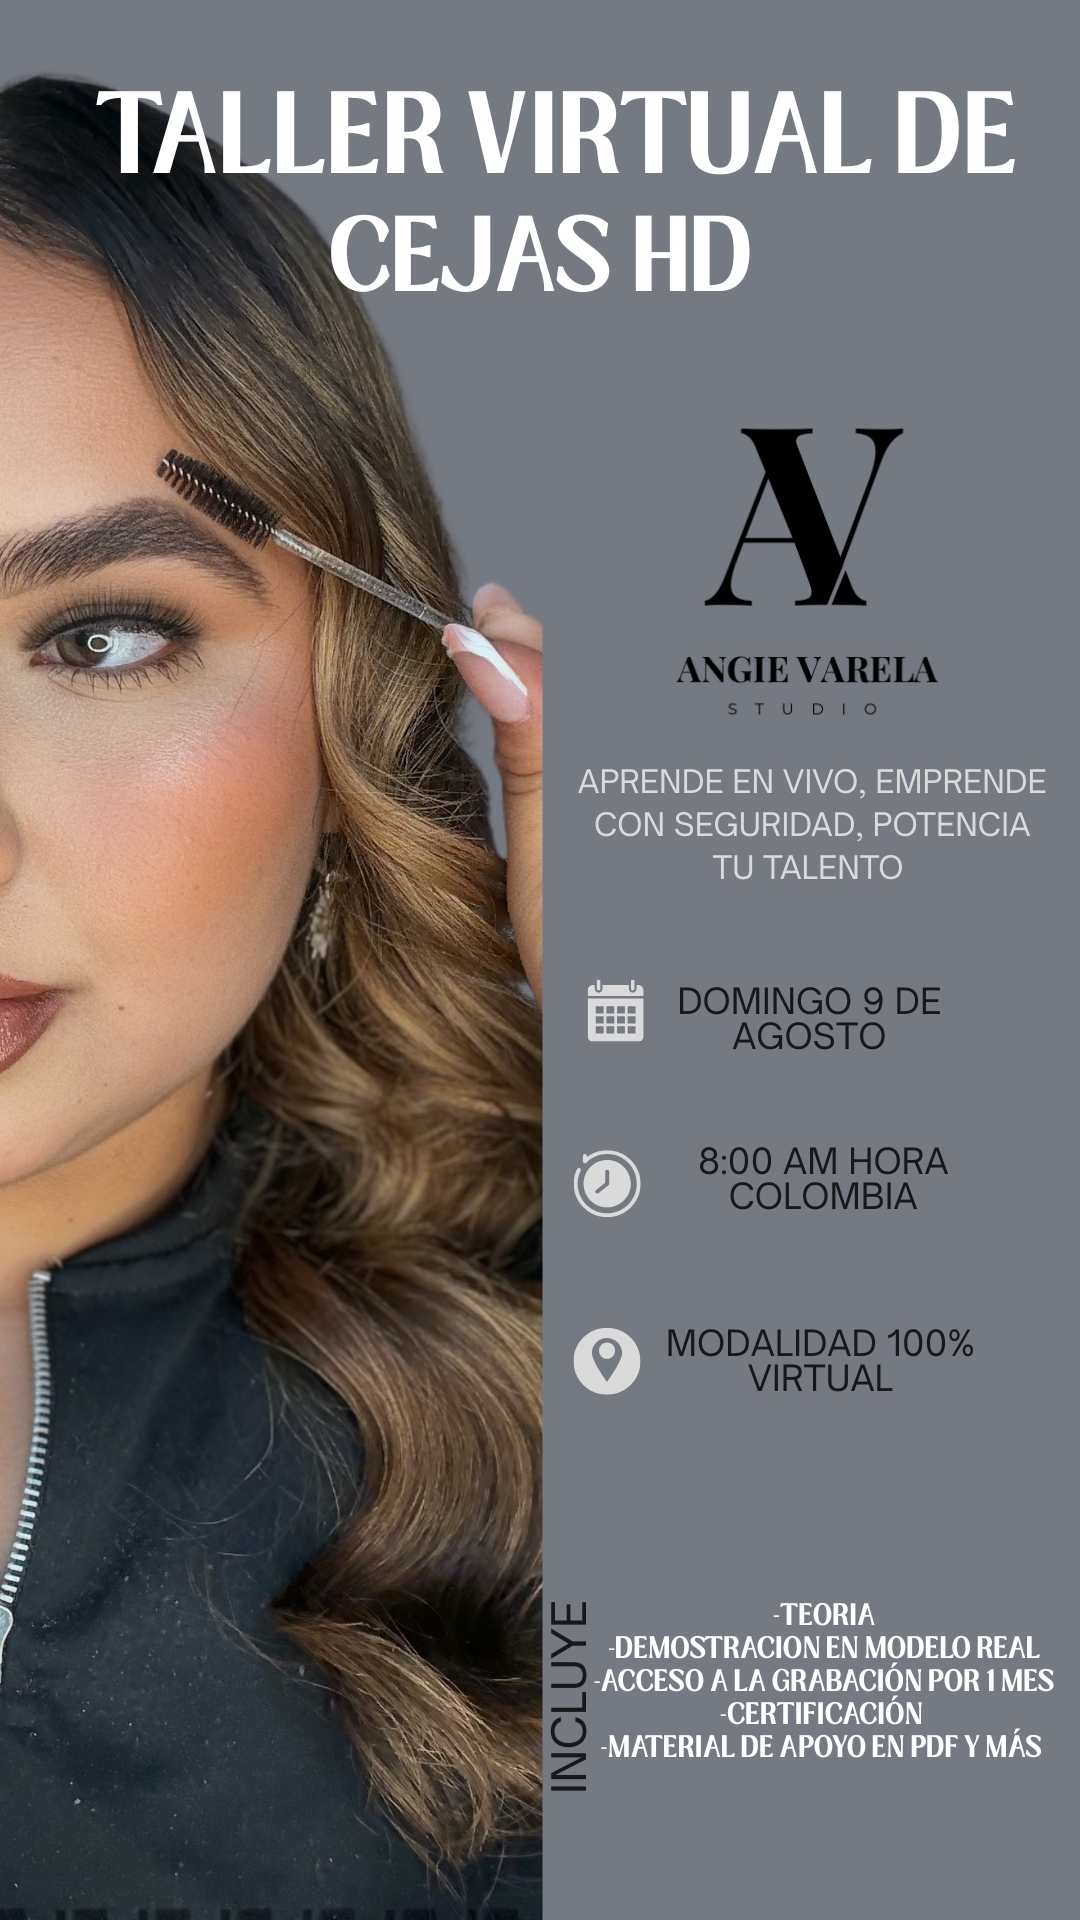 TALLER VIRTUAL DE
CEJAS HD
AV
ANGIE VARELA
STUDIO
APRENDE EN VIVO, EMPRENDE
CON SEGURIDAD, POTENCIA
TU TALENTO
DOMINGO 9 DE
AGOSTO
8:00 AM HORA
COLOMBIA
MODALIDAD 100%
VIRTUAL
INCLUYE
-TEORIA
-DEMOSTRACION EN MODELO REAL
-ACCESO A LA GRABACIÓN POR 1 MES
-CERTIFICACIÓN
-MATERIAL DE APOYO EN PDF Y MÁS